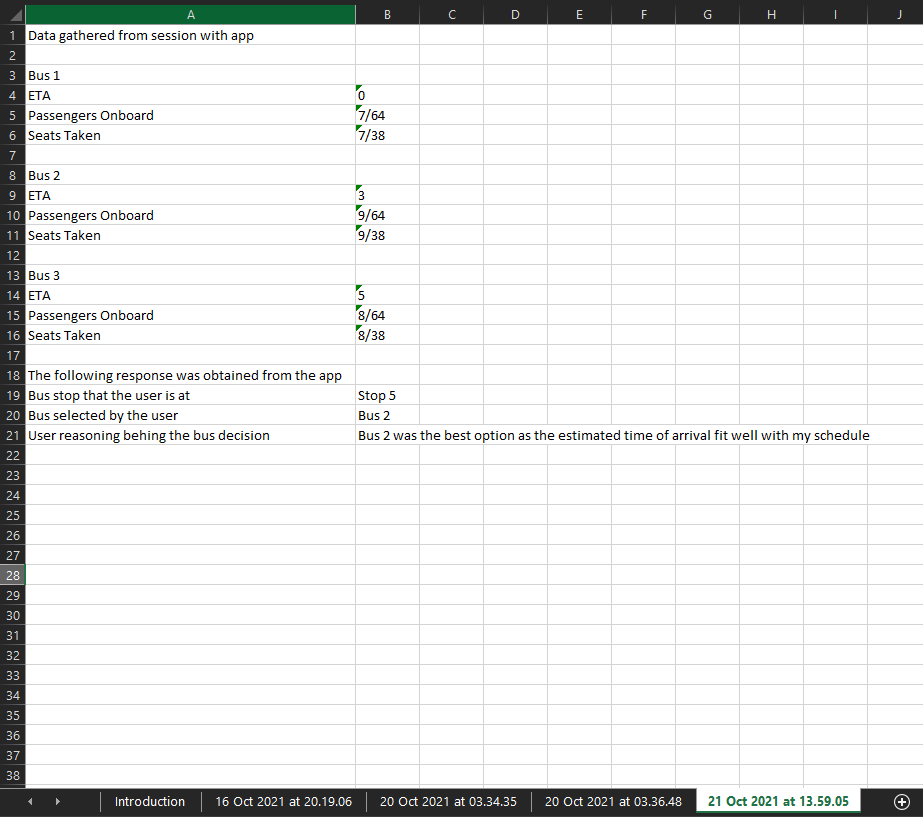 A B C D E F G H I J
1 Data gathered from session with app
2
3 Bus 1
4 ETA 0
5 Passengers Onboard 7/64
6 Seats Taken 7/38
7
8 Bus 2
9 ETA 3
10 Passengers Onboard 9/64
11 Seats Taken 9/38
12
13 Bus 3
14 ETA 5
15 Passengers Onboard 8/64
16 Seats Taken 8/38
17
18 The following response was obtained from the app
19 Bus stop that the user is at Stop 5
20 Bus selected by the user Bus 2
21 User reasoning behing the bus decision Bus 2 was the best option as the estimated time of arrival fit well with my schedule
22
23
24
25
26
27
28
29
30
31
32
33
34
35
36
37
38
Introduction 16 Oct 2021 at 20.19.06 20 Oct 2021 at 03.34.35 20 Oct 2021 at 03.36.48 21 Oct 2021 at 13.59.05